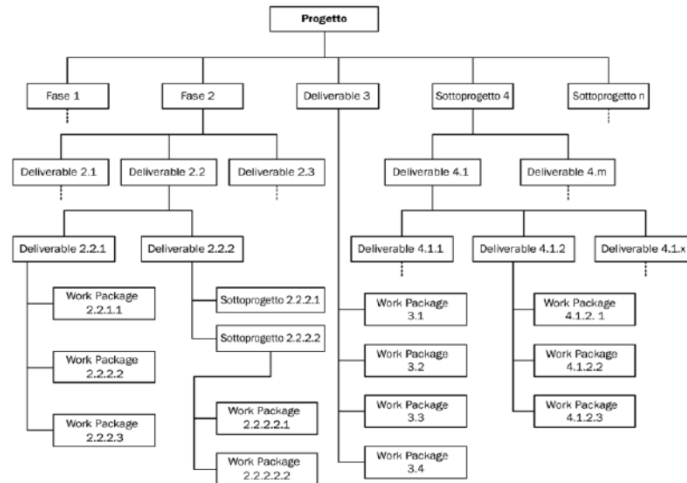 Progetto
Fase 1
Fase 2
Deliverable 3
Sottoprogetto 4
Sottoprogetto n
Deliverable 2.1
Deliverable 2.2
Deliverable 2.3
Deliverable 4.1
Deliverable 4.m
Deliverable 2.2.1
Deliverable 2.2.2
Deliverable 4.1.1
Deliverable 4.1.2
Deliverable 4.1.x
Work Package
2.2.1.1
Work Package
2.2.2.2
Work Package
2.2.2.3
Sottoprogetto 2.2.2.1
Sottoprogetto 2.2.2.2
Work Package
2.2.2.2.1
Work Package
2.2.2.2.2
Work Package
3.1
Work Package
3.2
Work Package
3.3
Work Package
3.4
Work Package
4.1.2. 1
Work Package
4.1.2.2
Work Package
4.1.2.3